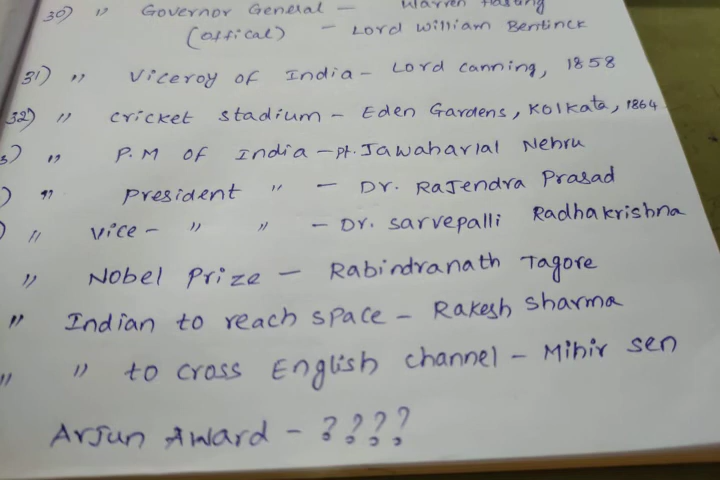 30) " Governor General - Warren Hasting
(offical) - Lord William Bentinck
31) " Viceroy of India - Lord Canning, 1858
32) " Cricket Stadium - Eden Gardens, Kolkata, 1864
) " P.M of India - Pt. Jawaharlal Nehru
) " President " - Dr. Rajendra Prasad
) " Vice - " " - Dr. Sarvepalli Radhakrishna
" Nobel Prize - Rabindranath Tagore
" Indian to reach space - Rakesh Sharma
" " to cross English channel - Mihir Sen
Arjun Award - ????